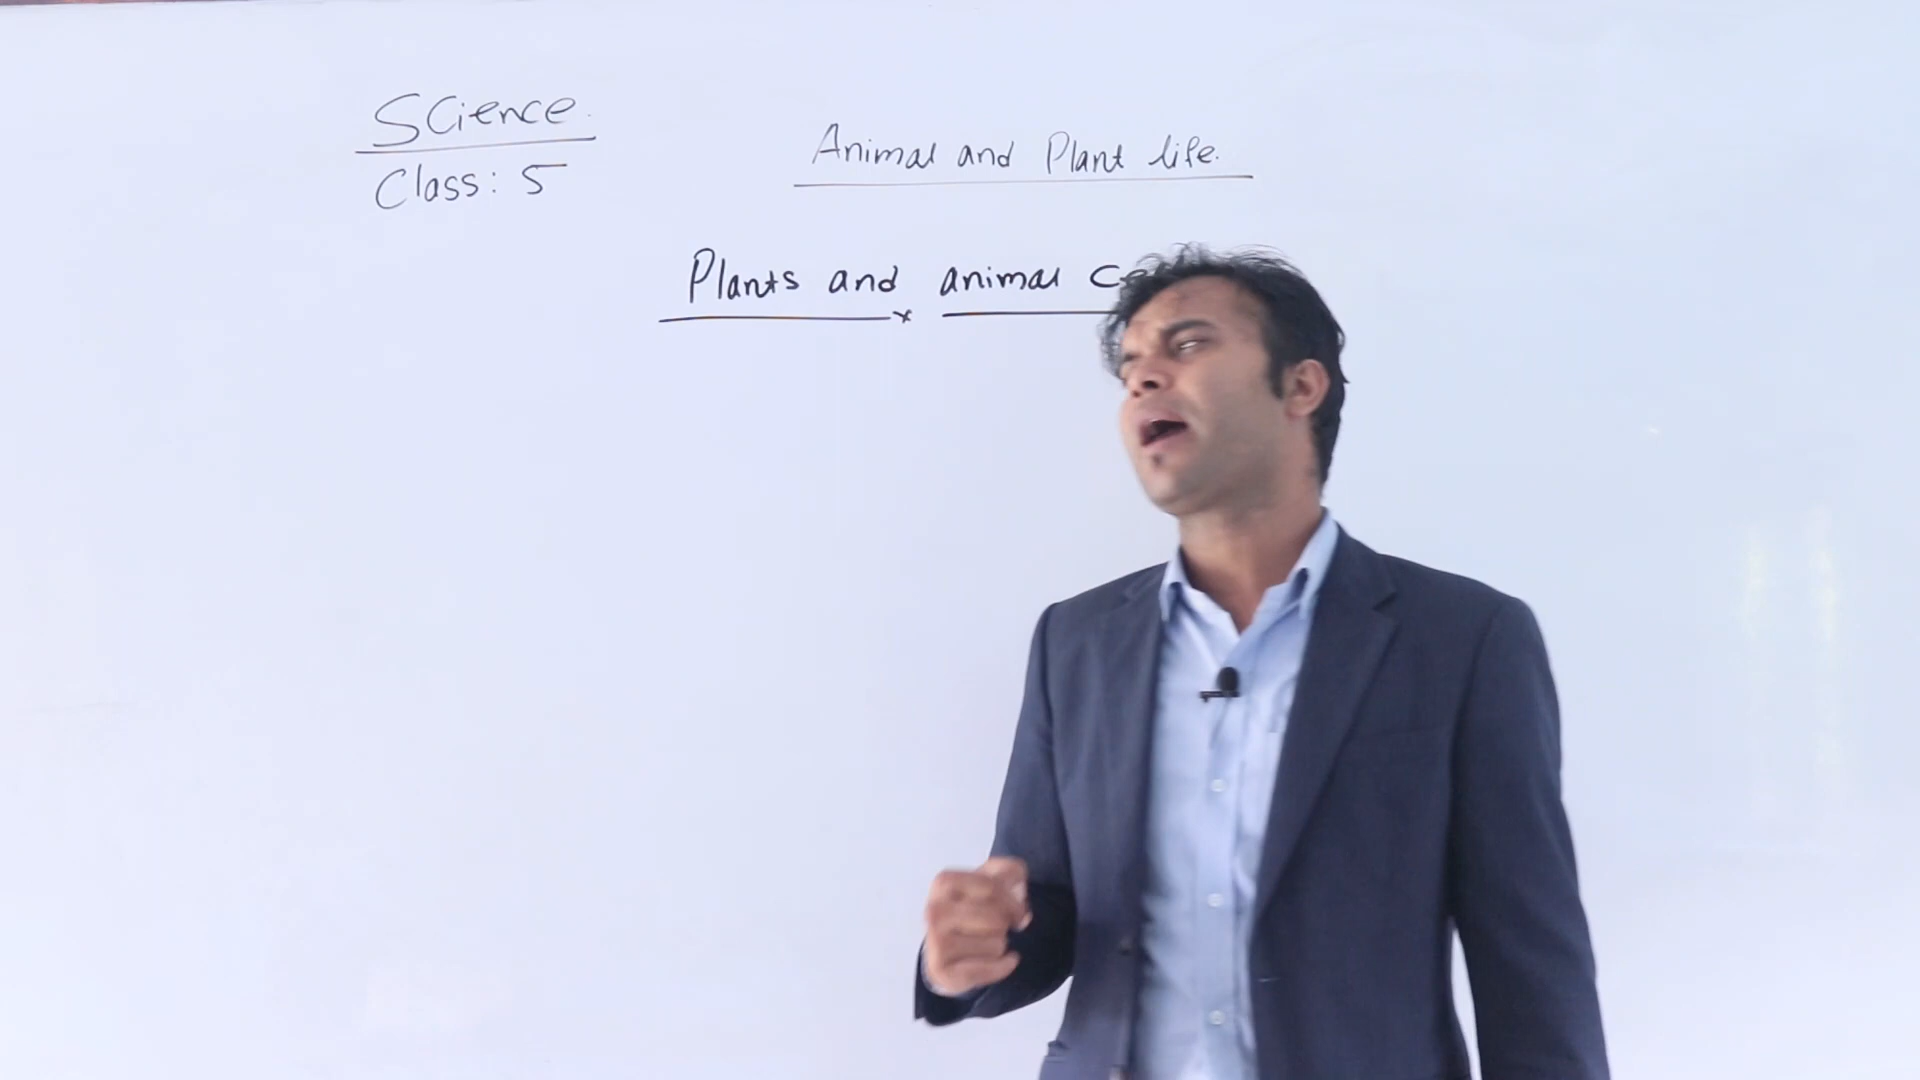 Science.
Class: 5
Animal and Plant life.
Plants and animal